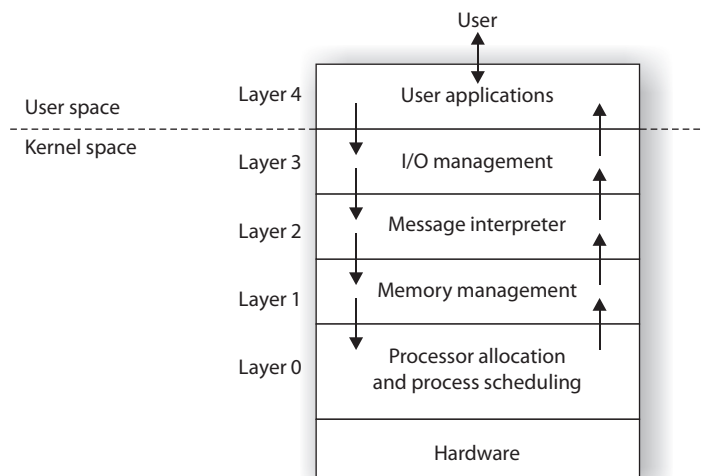 User
Layer 4
User applications
User space
Kernel space
Layer 3
I/O management
Layer 2
Message interpreter
Layer 1
Memory management
Layer 0
Processor allocation
and process scheduling
Hardware